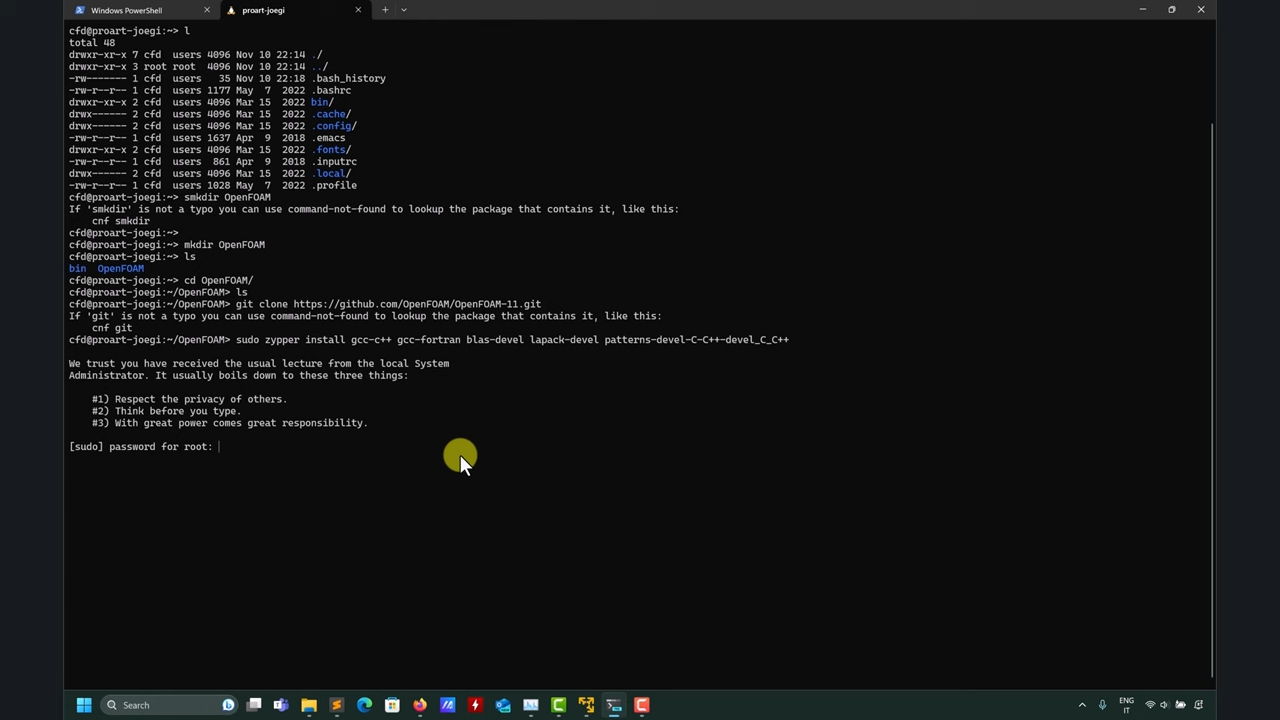 Windows PowerShell
proart-joegi
cfd@proart-joegi:~> l
total 48
drwxr-xr-x 7 cfd  users 4096 Nov 10 22:14 ./
drwxr-xr-x 3 root root  4096 Nov 10 22:14 ../
-rw------- 1 cfd  users   35 Nov 10 22:18 .bash_history
-rw-r--r-- 1 cfd  users 1177 May  7  2022 .bashrc
drwxr-xr-x 2 cfd  users 4096 Mar 15  2022 bin/
drwx------ 2 cfd  users 4096 Mar 15  2022 .cache/
drwx------ 2 cfd  users 4096 Mar 15  2022 .config/
-rw-r--r-- 1 cfd  users 1637 Apr  9  2018 .emacs
drwxr-xr-x 2 cfd  users 4096 Mar 15  2022 .fonts/
-rw-r--r-- 1 cfd  users  861 Apr  9  2018 .inputrc
drwx------ 2 cfd  users 4096 Mar 15  2022 .local/
-rw-r--r-- 1 cfd  users 1028 May  7  2022 .profile
cfd@proart-joegi:~> smkdir OpenFOAM
If 'smkdir' is not a typo you can use command-not-found to lookup the package that contains it, like this:
    cnf smkdir
cfd@proart-joegi:~>
cfd@proart-joegi:~> mkdir OpenFOAM
cfd@proart-joegi:~> ls
bin  OpenFOAM
cfd@proart-joegi:~> cd OpenFOAM/
cfd@proart-joegi:~/OpenFOAM> ls
cfd@proart-joegi:~/OpenFOAM> git clone https://github.com/OpenFOAM/OpenFOAM-11.git
If 'git' is not a typo you can use command-not-found to lookup the package that contains it, like this:
    cnf git
cfd@proart-joegi:~/OpenFOAM> sudo zypper install gcc-c++ gcc-fortran blas-devel lapack-devel patterns-devel-C-C++-devel_C_C++
We trust you have received the usual lecture from the local System
Administrator. It usually boils down to these three things:
    #1) Respect the privacy of others.
    #2) Think before you type.
    #3) With great power comes great responsibility.
[sudo] password for root:
Search
ENG
IT